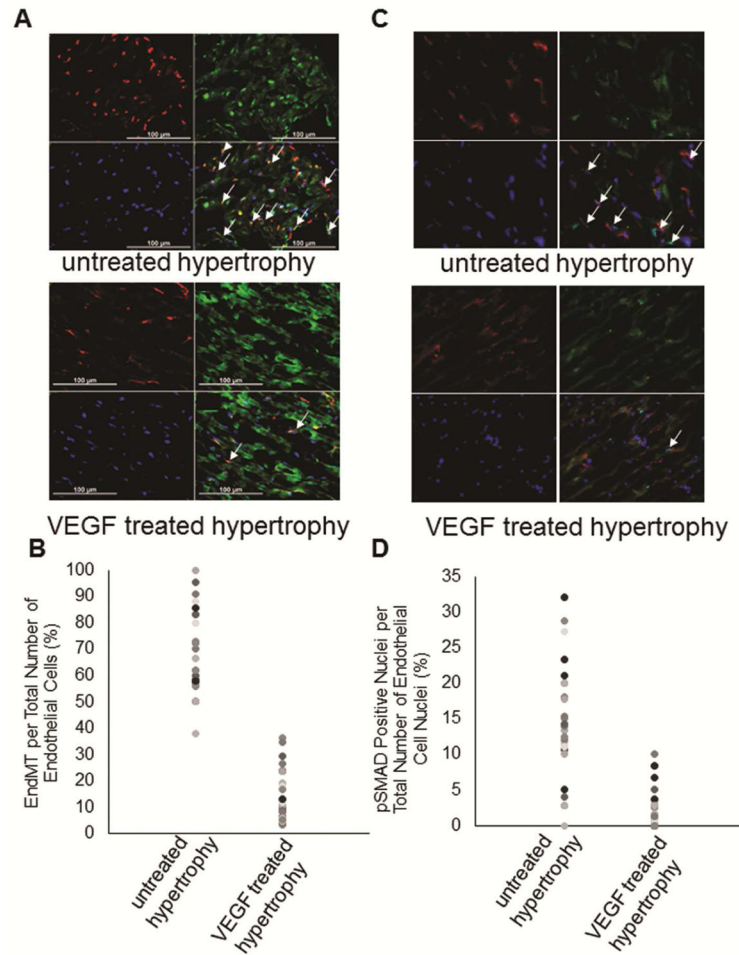 A
C
100 µm
100 µm
100 µm
100 µm
untreated hypertrophy
untreated hypertrophy
100 µm
100 µm
100 µm
100 µm
VEGF treated hypertrophy
VEGF treated hypertrophy
B
EndMT per Total Number of
Endothelial Cells (%)
100
90
80
70
60
50
40
30
20
10
0
untreated
hypertrophy
VEGF treated
hypertrophy
D
pSMAD Positive Nuclei per
Total Number of Endothelial
Cell Nuclei (%)
35
30
25
20
15
10
5
0
untreated
hypertrophy
VEGF treated
hypertrophy